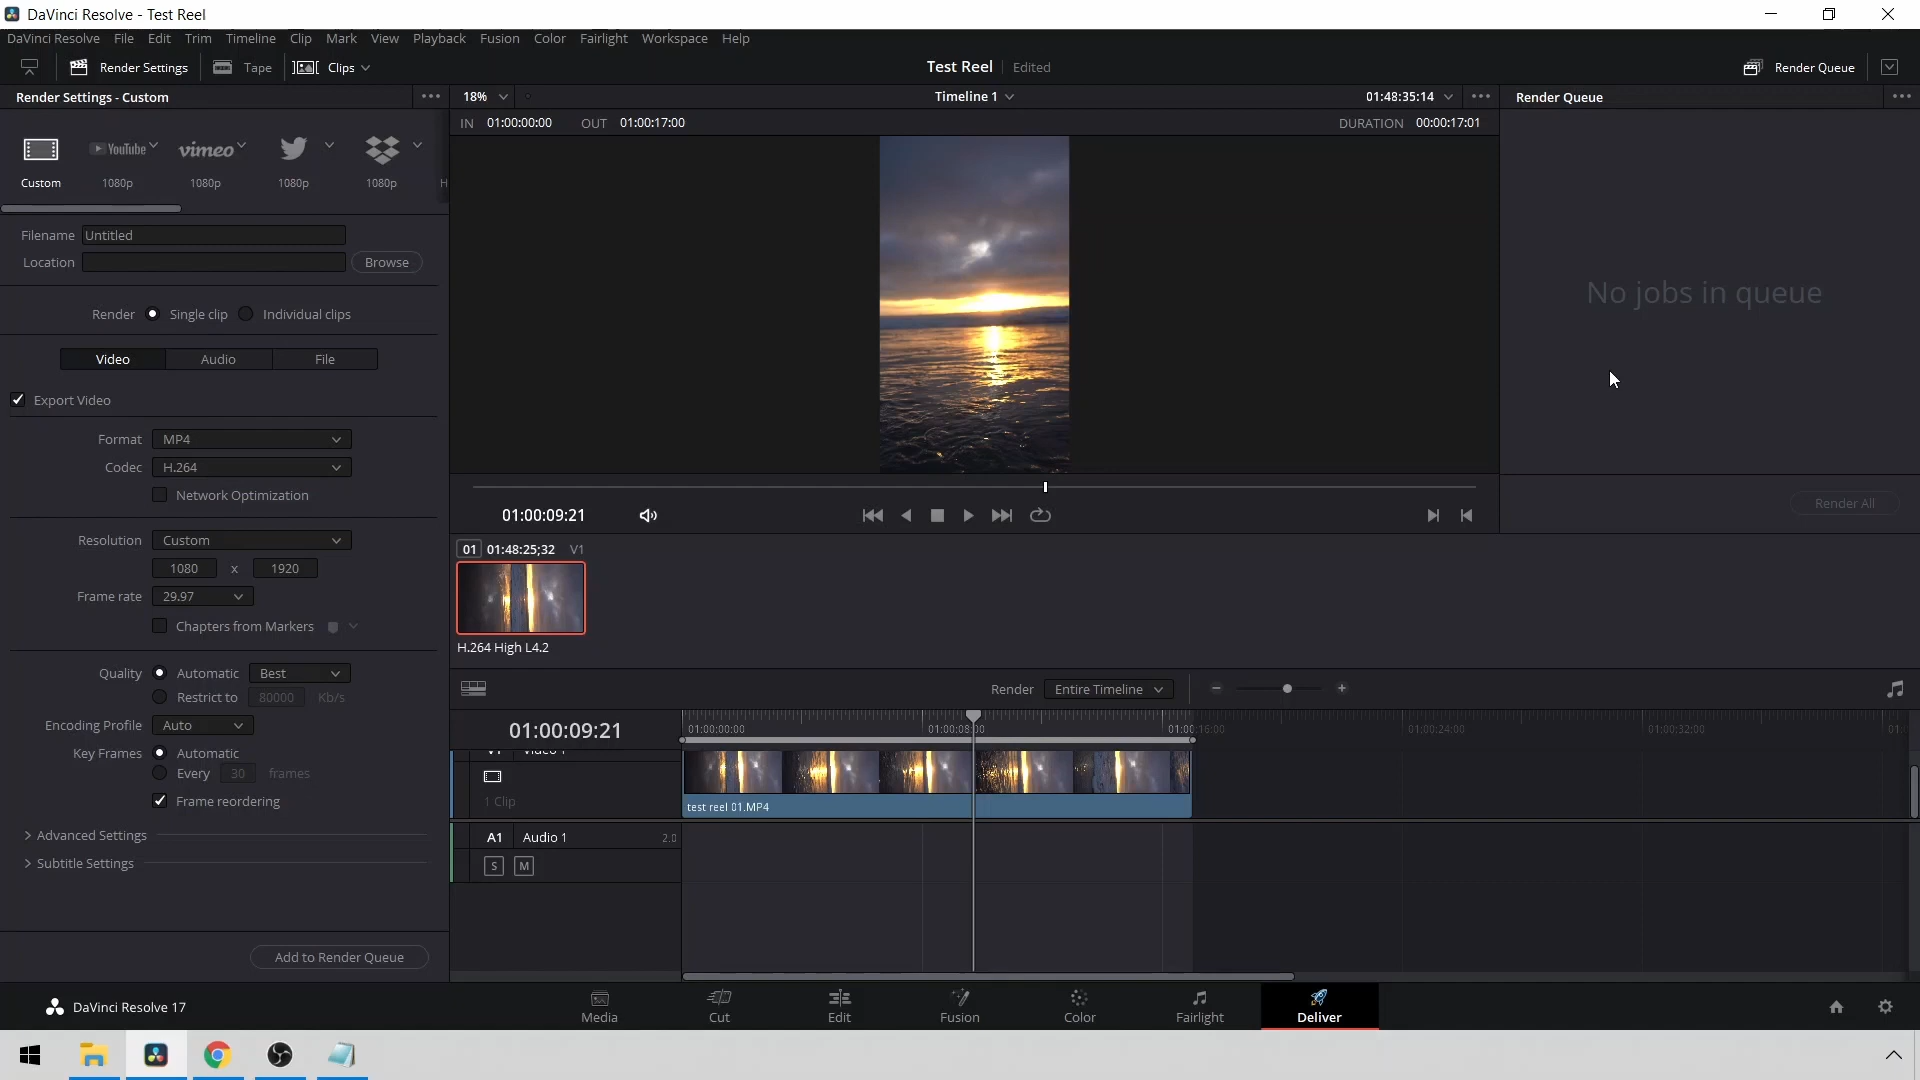 DaVinci Resolve - Test Reel
DaVinci Resolve File Edit Trim Timeline Clip Mark View Playback Fusion Color Fairlight Workspace Help
Render Settings Tape Clips Test Reel Edited Render Queue
Render Settings - Custom 18% Timeline 1 01:48:35:14 Render Queue
IN 01:00:00:00 OUT 01:00:17:00 DURATION 00:00:17:01
YouTube vimeo
Custom 1080p 1080p 1080p 1080p H
Filename Untitled
Location Browse
No jobs in queue
Render Single clip Individual clips
Video Audio File
Export Video
Format MP4
Codec H.264
Network Optimization
Render All
01:00:09:21
Resolution Custom
01 01:48:25;32 V1
1080 x 1920
Frame rate 29.97
Chapters from Markers
H.264 High L4.2
Quality Automatic Best
Restrict to 80000 Kb/s
Render Entire Timeline
Encoding Profile Auto
01:00:09:21 01:00:00:00 01:00:08:00 01:00:16:00 01:00:24:00 01:00:32:00
Key Frames Automatic
Every 30 frames
Frame reordering
1 Clip test reel 01.MP4
Advanced Settings
A1 Audio 1 2.0
Subtitle Settings
S M
Add to Render Queue
DaVinci Resolve 17 Media Cut Edit Fusion Color Fairlight Deliver